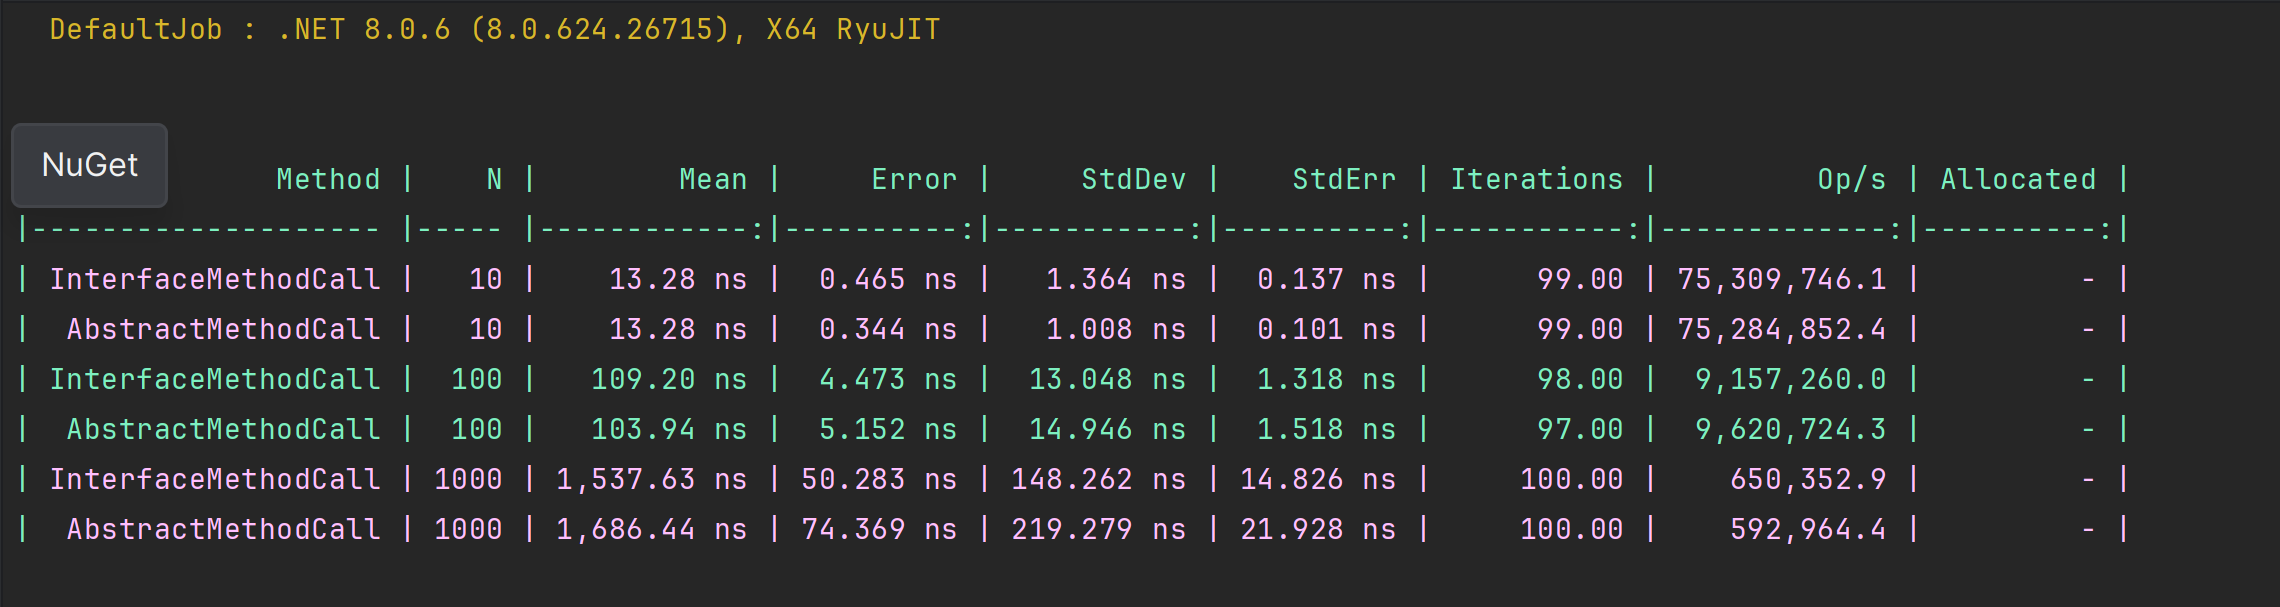 DefaultJob : .NET 8.0.6 (8.0.624.26715), X64 RyuJIT
NuGet
Method | N | Mean | Error | StdDev | StdErr | Iterations | Op/s | Allocated |
|-------------------- |----- |------------:|----------:|-----------:|----------:|-----------:|-------------:|----------:|
| InterfaceMethodCall | 10 | 13.28 ns | 0.465 ns | 1.364 ns | 0.137 ns | 99.00 | 75,309,746.1 | - |
| AbstractMethodCall | 10 | 13.28 ns | 0.344 ns | 1.008 ns | 0.101 ns | 99.00 | 75,284,852.4 | - |
| InterfaceMethodCall | 100 | 109.20 ns | 4.473 ns | 13.048 ns | 1.318 ns | 98.00 | 9,157,260.0 | - |
| AbstractMethodCall | 100 | 103.94 ns | 5.152 ns | 14.946 ns | 1.518 ns | 97.00 | 9,620,724.3 | - |
| InterfaceMethodCall | 1000 | 1,537.63 ns | 50.283 ns | 148.262 ns | 14.826 ns | 100.00 | 650,352.9 | - |
| AbstractMethodCall | 1000 | 1,686.44 ns | 74.369 ns | 219.279 ns | 21.928 ns | 100.00 | 592,964.4 | - |